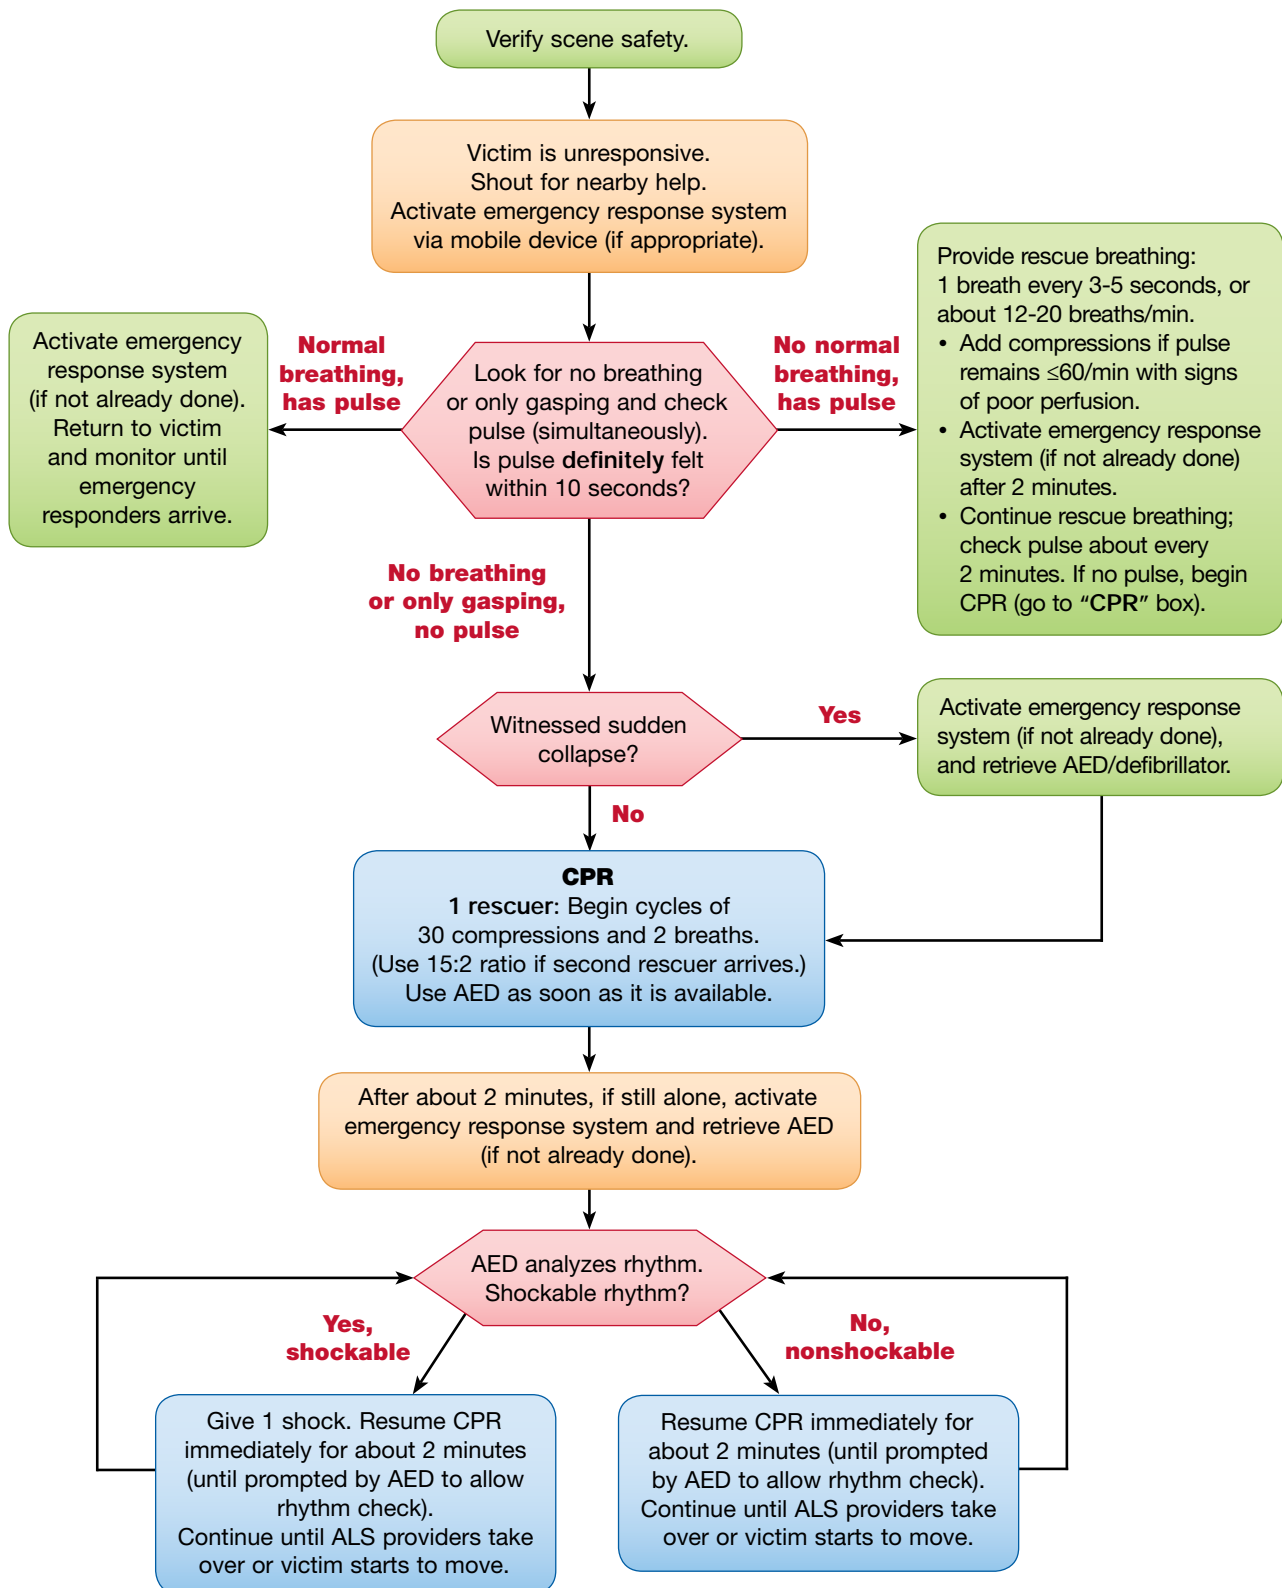 Verify scene safety.
Victim is unresponsive.
Shout for nearby help.
Activate emergency response system
via mobile device (if appropriate).
Look for no breathing
or only gasping and check
pulse (simultaneously).
Is pulse definitely felt
within 10 seconds?
Normal
breathing,
has pulse
Activate emergency
response system
(if not already done).
Return to victim
and monitor until
emergency
responders arrive.
No normal
breathing,
has pulse
Provide rescue breathing:
1 breath every 3-5 seconds, or
about 12-20 breaths/min.
• Add compressions if pulse
remains ≤60/min with signs
of poor perfusion.
• Activate emergency response
system (if not already done)
after 2 minutes.
• Continue rescue breathing;
check pulse about every
2 minutes. If no pulse, begin
CPR (go to “CPR” box).
No breathing
or only gasping,
no pulse
Witnessed sudden
collapse?
Yes
Activate emergency response
system (if not already done),
and retrieve AED/defibrillator.
No
CPR
1 rescuer: Begin cycles of
30 compressions and 2 breaths.
(Use 15:2 ratio if second rescuer arrives.)
Use AED as soon as it is available.
After about 2 minutes, if still alone, activate
emergency response system and retrieve AED
(if not already done).
AED analyzes rhythm.
Shockable rhythm?
Yes,
shockable
Give 1 shock. Resume CPR
immediately for about 2 minutes
(until prompted by AED to allow
rhythm check).
Continue until ALS providers take
over or victim starts to move.
No,
nonshockable
Resume CPR immediately for
about 2 minutes (until prompted
by AED to allow rhythm check).
Continue until ALS providers take
over or victim starts to move.